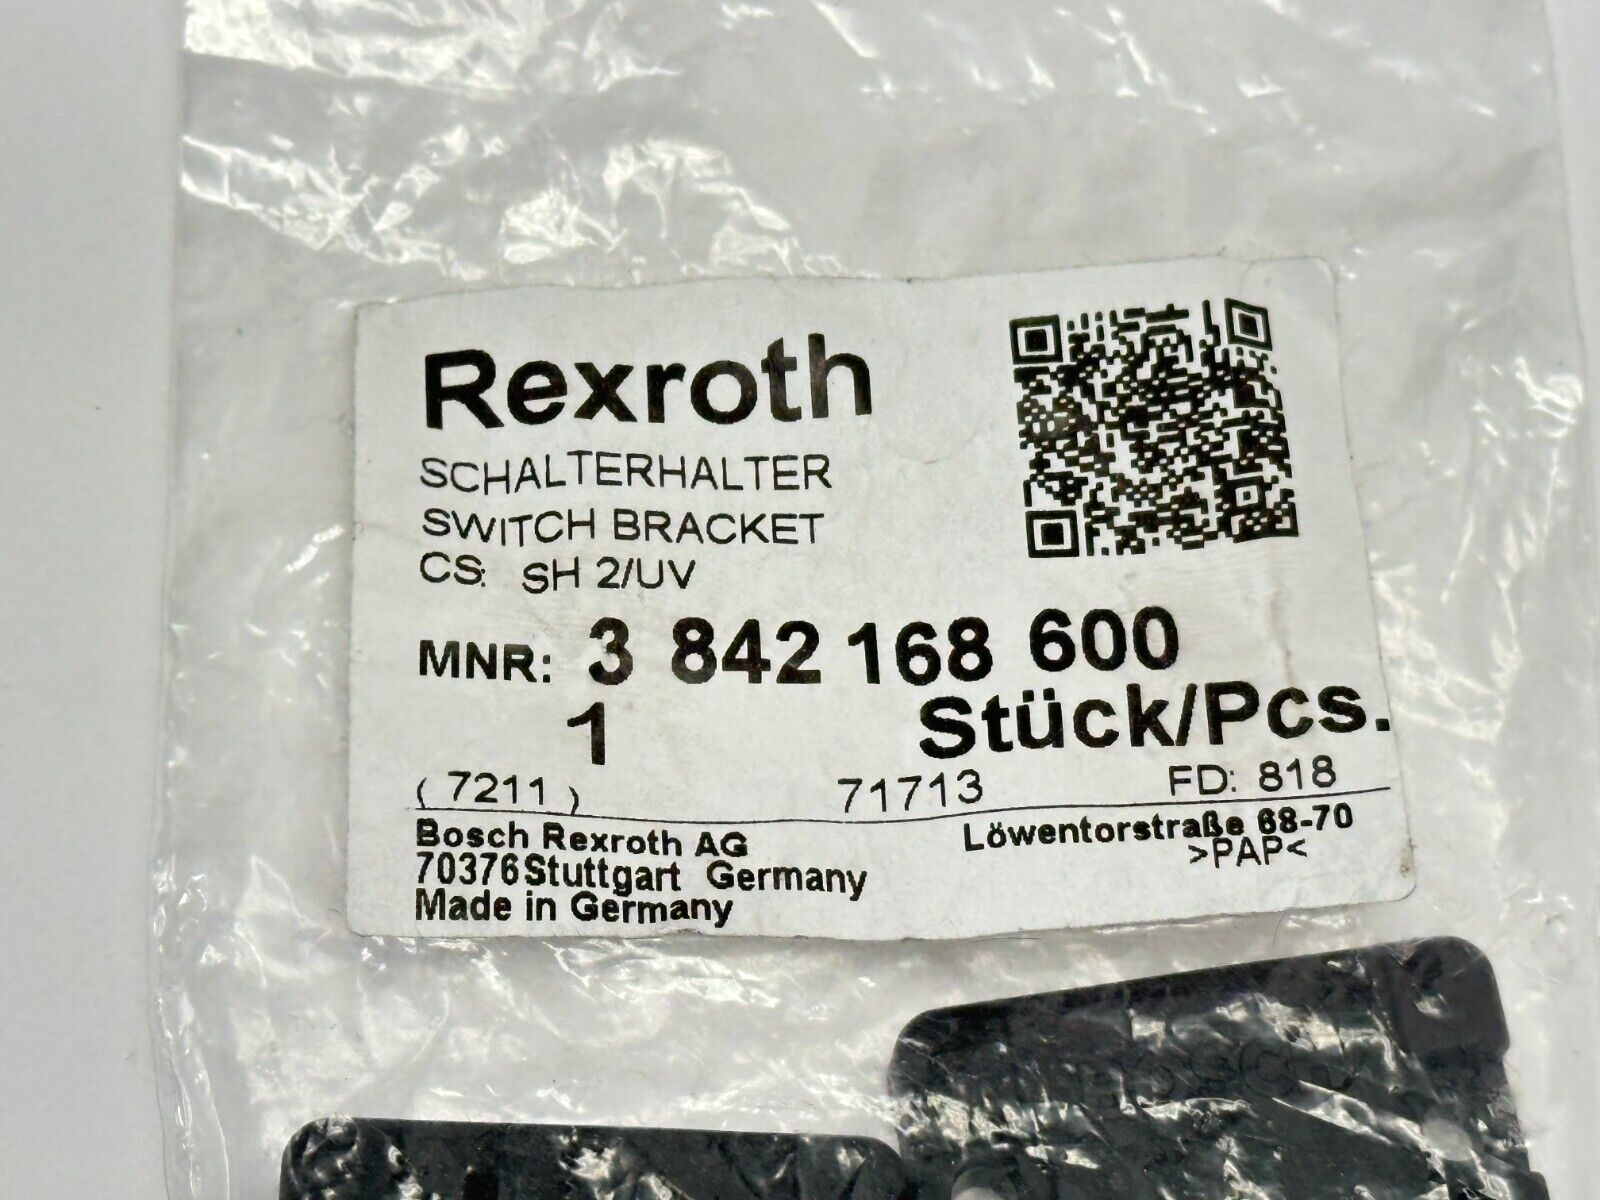 Rexroth
SCHALTERHALTER
SWITCH BRACKET
CS: SH 2/UV
MNR: 3 842 168 600
1 Stück/Pcs.
(7211) 71713 FD: 818
Bosch Rexroth AG Löwentorstraße 68-70
70376 Stuttgart Germany >PAP<
Made in Germany